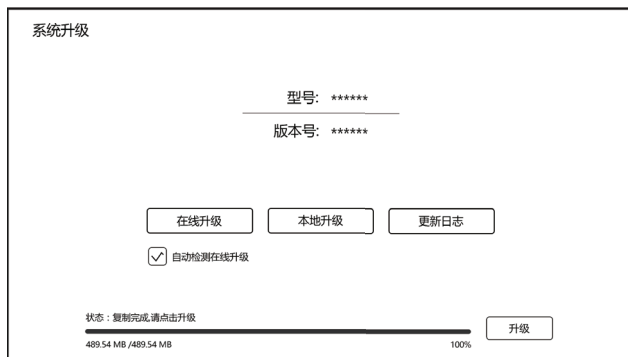 系统升级
型号: ******
版本号: ******
在线升级 本地升级 更新日志
自动检测在线升级
状态：复制完成,请点击升级
升级
489.54 MB /489.54 MB 100%